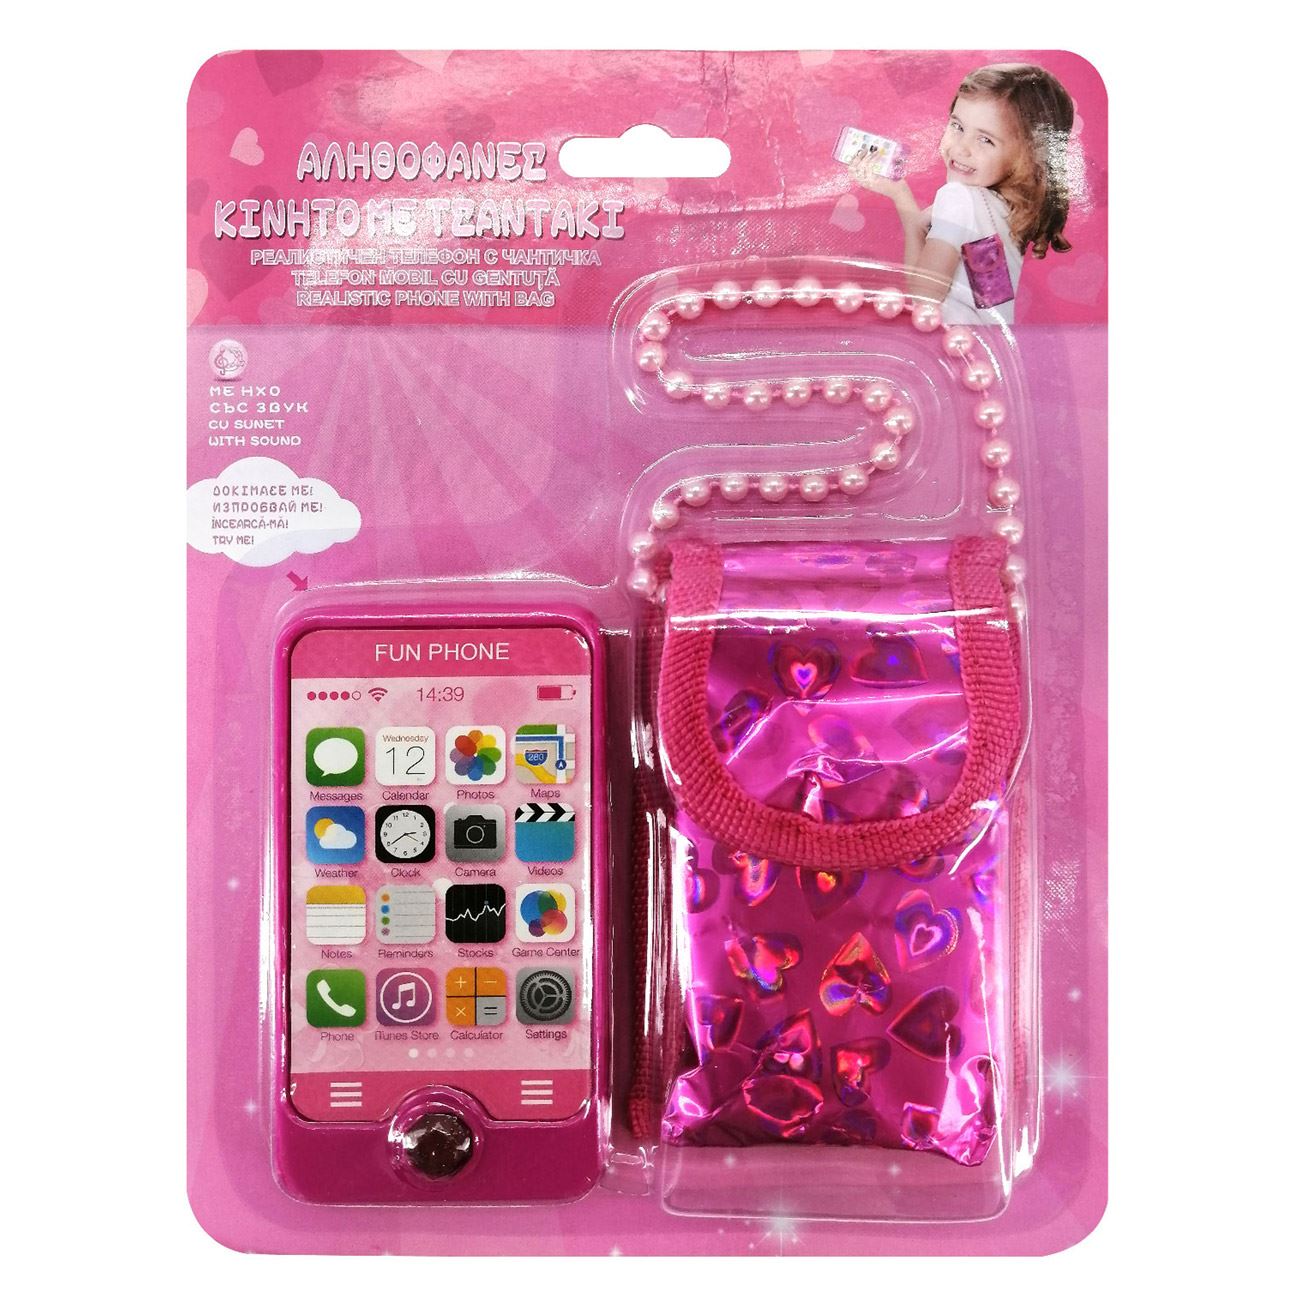 ΑΛΗΘΟΦΑΝΕΣ
ΚΙΝΗΤΟ ΜΕ ΤΣΑΝΤΑΚΙ
РЕАЛИСТИЧЕН ТЕЛЕФОН С ЧАНТИЧКА
TELEFON MOBIL CU GENTUȚĂ
REALISTIC PHONE WITH BAG
ΜΕ ΗΧΟ
СЪС ЗВУК
CU SUNET
WITH SOUND
ΔΟΚΙΜΑΣΕ ΜΕ!
ИЗПРОБВАЙ МЕ!
ÎNCEARCĂ-MĂ!
TRY ME!
FUN PHONE
14:39
Wednesday
12
280
Messages Calendar Photos Maps
Weather Clock Camera Videos
Notes Reminders Stocks Game Center
Phone iTunes Store Calculator Settings